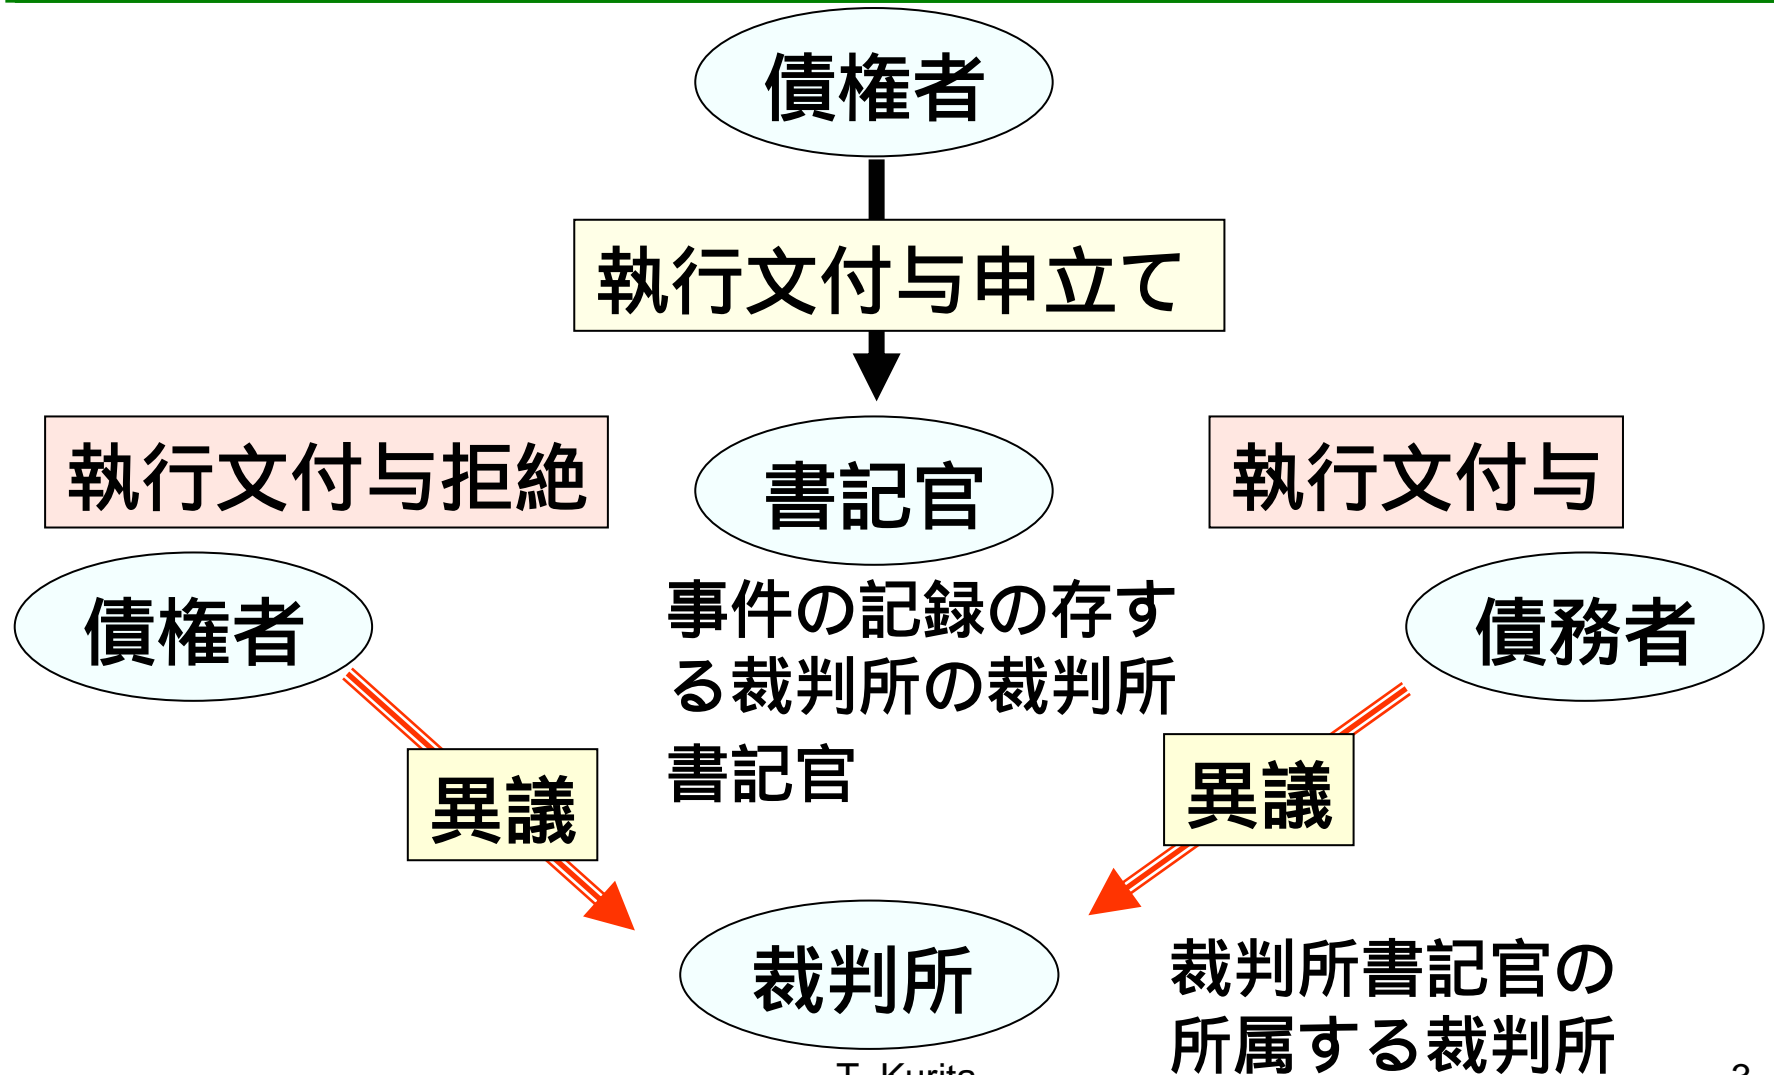 債権者
執行文付与申立て
執行文付与拒絶
書記官
執行文付与
債権者
事件の記録の存す
る裁判所の裁判所
書記官
債務者
異議
異議
裁判所
裁判所書記官の
所属する裁判所
T. Kurita